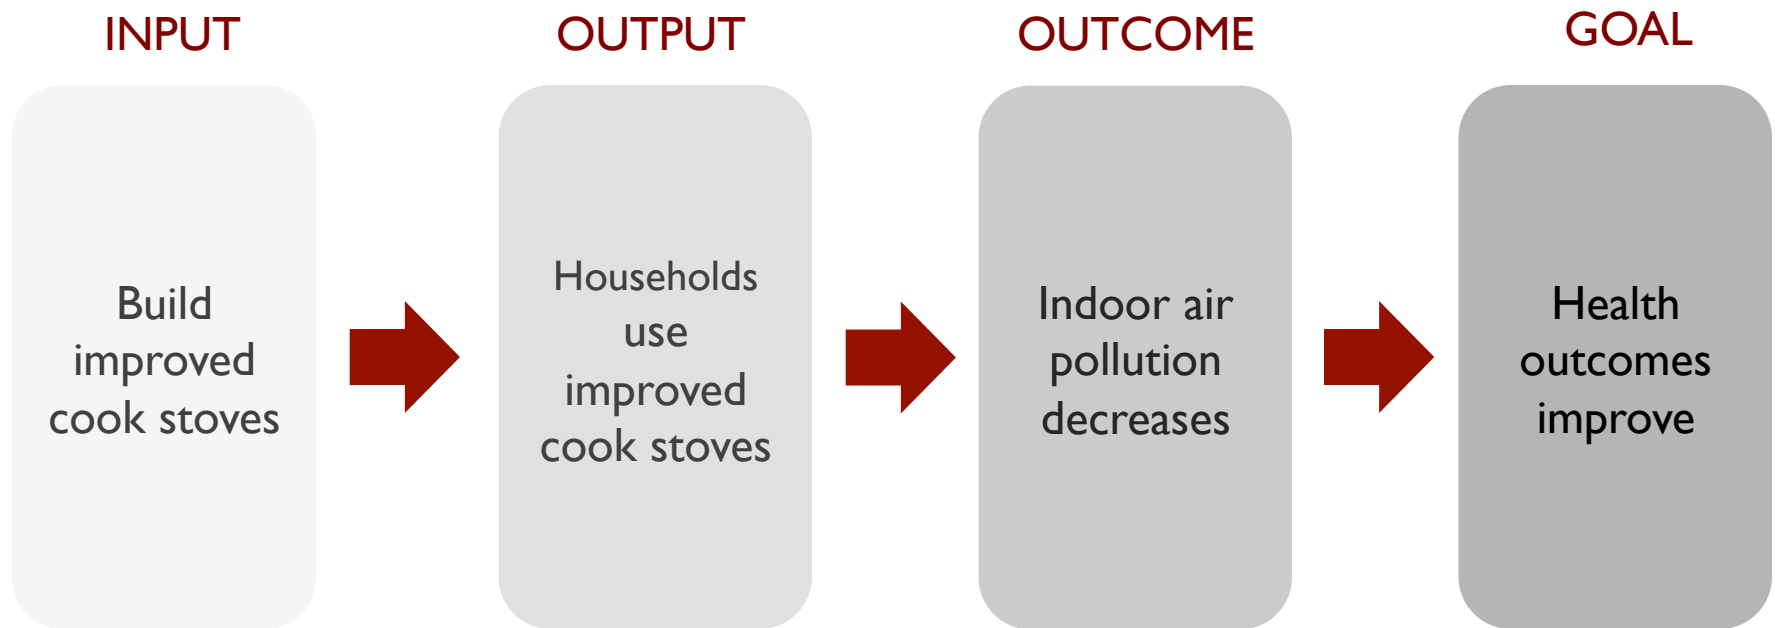 INPUT
OUTPUT
OUTCOME
GOAL
Build
improved
cook stoves
Households
use
improved
cook stoves
Indoor air
pollution
decreases
Health
outcomes
improve